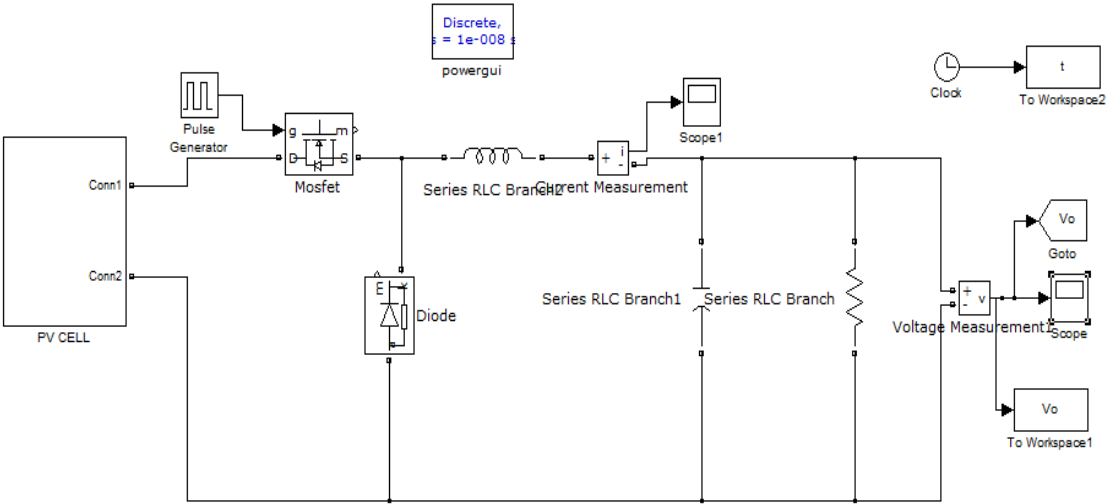 Discrete,
s = 1e-008 s
powergui
t
Clock
To Workspace2
Pulse
Generator
g
m
D
S
Mosfet
i
+
-
Scope1
Conn1
Series RLC Branch2
Current Measurement
Vo
Goto
Conn2
m
k
Diode
Series RLC Branch1
Series RLC Branch
+
-
v
Voltage Measurement1
Scope
PV CELL
Vo
To Workspace1